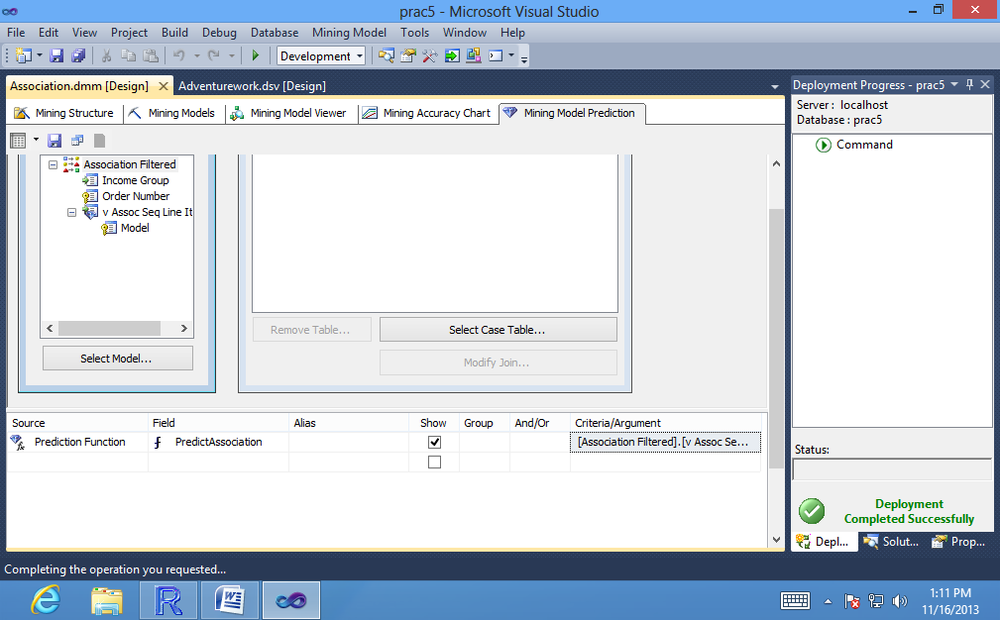 prac5 - Microsoft Visual Studio
File Edit View Project Build Debug Database Mining Model Tools Window Help
Development
Association.dmm [Design] Adventurework.dsv [Design]
Mining Structure Mining Models Mining Model Viewer Mining Accuracy Chart Mining Model Prediction
Association Filtered
Income Group
Order Number
v Assoc Seq Line It
Model
Select Model...
Remove Table... Select Case Table...
Modify Join...
Source Field Alias Show Group And/Or Criteria/Argument
Prediction Function PredictAssociation [Association Filtered].[v Assoc Se...
Deployment Progress - prac5
Server : localhost
Database : prac5
Command
Status:
Deployment
Completed Successfully
Depl... Solut... Prop...
Completing the operation you requested...
1:11 PM
11/16/2013